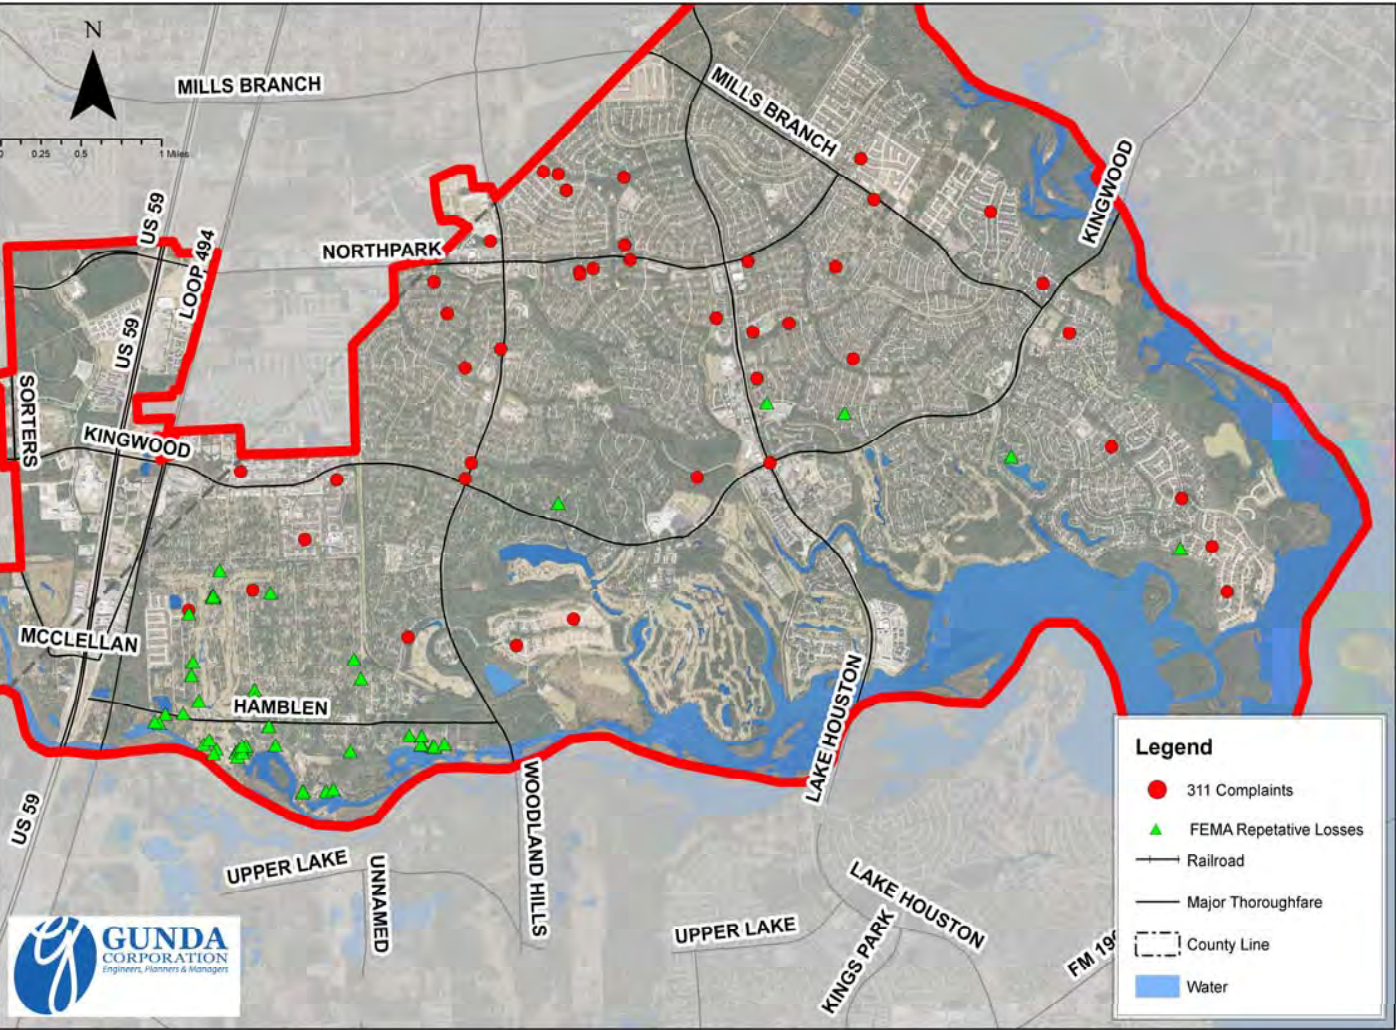 N
MILLS BRANCH
MILLS BRANCH
0 0.25 0.5 1 Miles
KINGWOOD
US 59
LOOP 494
NORTHPARK
US 59
SORTERS
KINGWOOD
MCCLELLAN
HAMBLEN
LAKE HOUSTON
US 59
WOODLAND HILLS
UPPER LAKE
UNNAMED
UPPER LAKE
LAKE HOUSTON
KINGS PARK
FM 196
Legend
311 Complaints
FEMA Repetative Losses
Railroad
Major Thoroughfare
County Line
Water
GUNDA
CORPORATION
Engineers, Planners & Managers